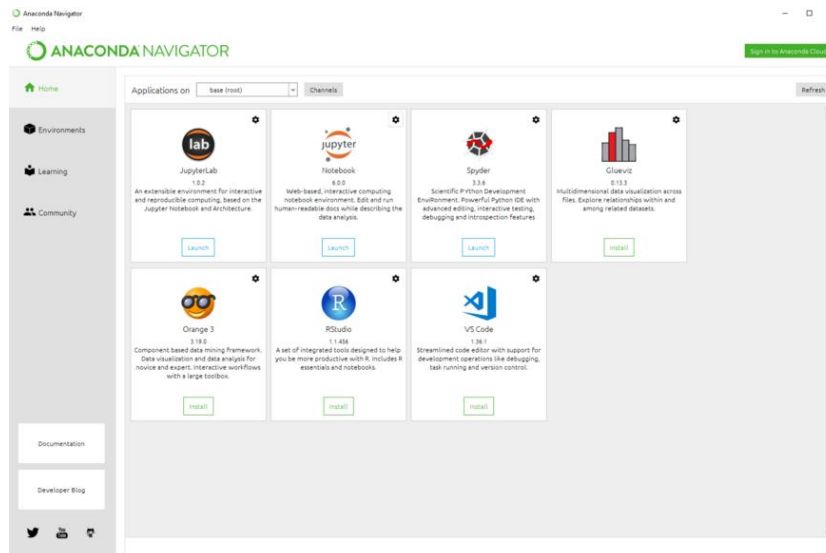 Anaconda Navigator
File Help
ANACONDA NAVIGATOR
Sign in to Anaconda Cloud
Home
Environments
Learning
Community
Documentation
Developer Blog
You
Tube
Applications on base (root) Channels
Refresh
lab
JupyterLab
1.0.2
An extensible environment for interactive
and reproducible computing, based on the
Jupyter Notebook and Architecture.
Launch
jupyter
Notebook
6.0.0
Web-based, interactive computing
notebook environment. Edit and run
human-readable docs while describing the
data analysis.
Launch
Spyder
3.3.6
Scientific PYthon Development
EnviRonment. Powerful Python IDE with
advanced editing, interactive testing,
debugging and introspection features
Launch
Glueviz
0.13.3
Multidimensional data visualization across
files. Explore relationships within and
among related datasets.
Install
Orange 3
3.19.0
Component based data mining framework.
Data visualization and data analysis for
novice and expert. Interactive workflows
with a large toolbox.
Install
R
RStudio
1.1.456
A set of integrated tools designed to help
you be more productive with R. Includes R
essentials and notebooks.
Install
VS Code
1.36.1
Streamlined code editor with support for
development operations like debugging,
task running and version control.
Install